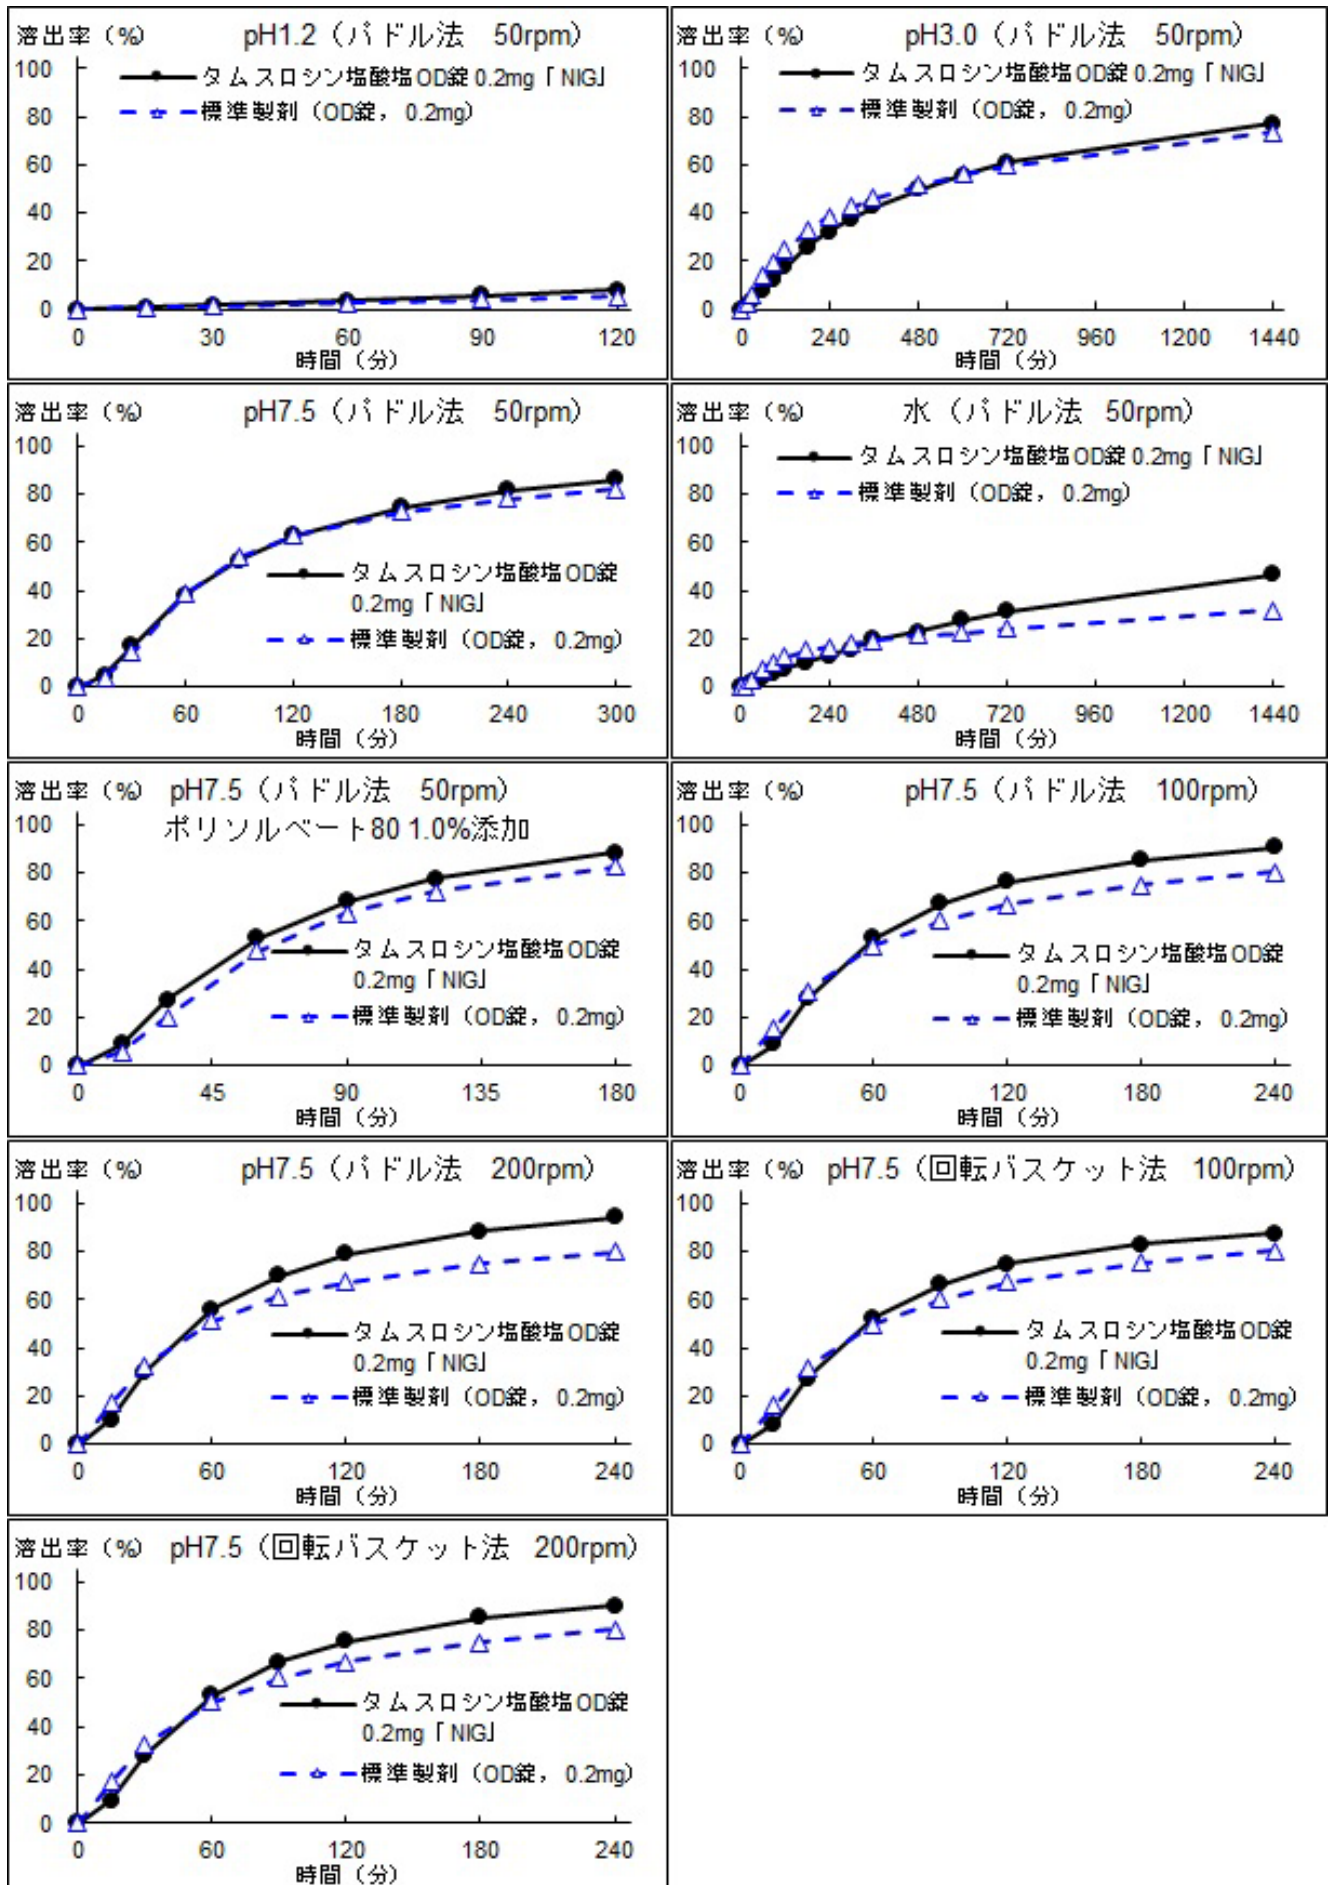 溶出率（%） pH1.2（パドル法　50rpm）
100
タムスロシン塩酸塩OD錠 0.2mg「NIG」
標準製剤（OD錠，0.2mg）
80
60
40
20
0
0 30 60 90 120
時間（分）
溶出率（%） pH3.0（パドル法　50rpm）
100
タムスロシン塩酸塩OD錠 0.2mg「NIG」
標準製剤（OD錠，0.2mg）
80
60
40
20
0
0 240 480 720 960 1200 1440
時間（分）
溶出率（%） pH7.5（パドル法　50rpm）
100
80
60
タムスロシン塩酸塩OD錠
0.2mg「NIG」
40
標準製剤（OD錠，0.2mg）
20
0
0 60 120 180 240 300
時間（分）
溶出率（%） 水（パドル法　50rpm）
100
タムスロシン塩酸塩OD錠 0.2mg「NIG」
標準製剤（OD錠，0.2mg）
80
60
40
20
0
0 240 480 720 960 1200 1440
時間（分）
溶出率（%） pH7.5（パドル法　50rpm）
ポリソルベート80 1.0%添加
100
80
60
タムスロシン塩酸塩OD錠
0.2mg「NIG」
40
標準製剤（OD錠，0.2mg）
20
0
0 45 90 135 180
時間（分）
溶出率（%） pH7.5（パドル法　100rpm）
100
80
60
タムスロシン塩酸塩OD錠
0.2mg「NIG」
40
標準製剤（OD錠，0.2mg）
20
0
0 60 120 180 240
時間（分）
溶出率（%） pH7.5（パドル法　200rpm）
100
80
60
タムスロシン塩酸塩OD錠
0.2mg「NIG」
40
標準製剤（OD錠，0.2mg）
20
0
0 60 120 180 240
時間（分）
溶出率（%） pH7.5（回転バスケット法　100rpm）
100
80
60
タムスロシン塩酸塩OD錠
0.2mg「NIG」
40
標準製剤（OD錠，0.2mg）
20
0
0 60 120 180 240
時間（分）
溶出率（%） pH7.5（回転バスケット法　200rpm）
100
80
60
タムスロシン塩酸塩OD錠
0.2mg「NIG」
40
標準製剤（OD錠，0.2mg）
20
0
0 60 120 180 240
時間（分）